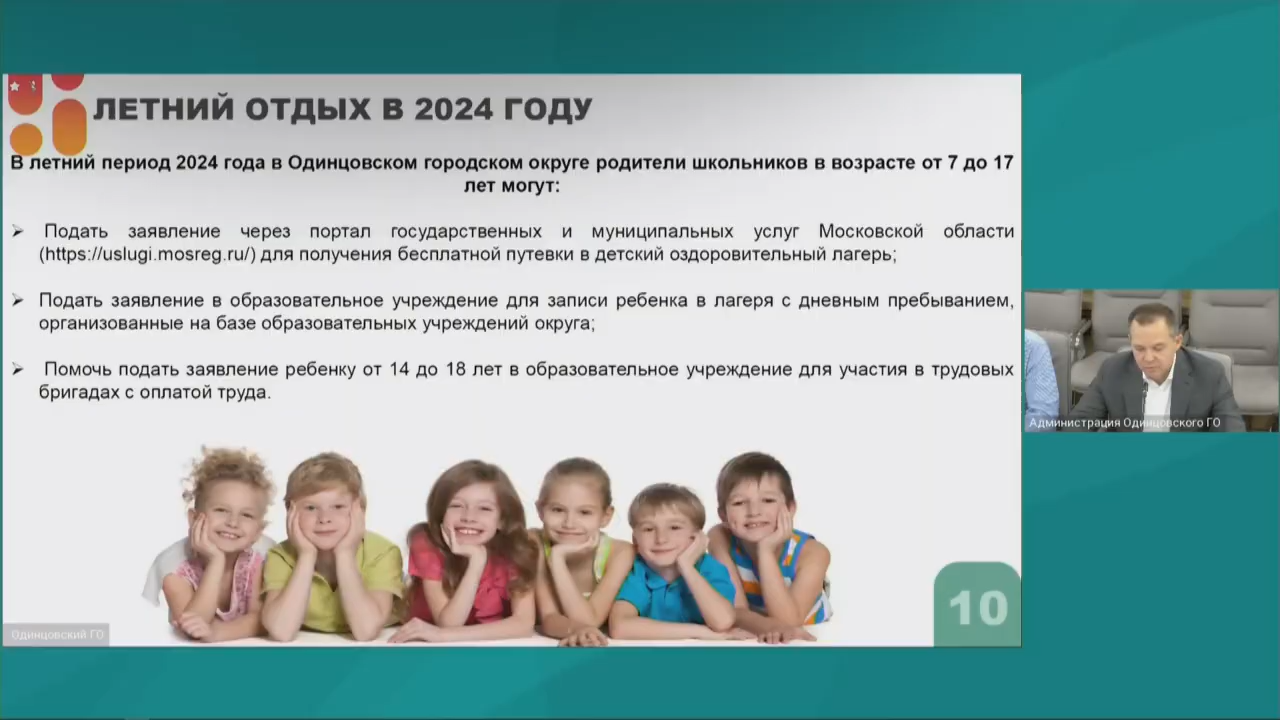 ЛЕТНИЙ ОТДЫХ В 2024 ГОДУ
В летний период 2024 года в Одинцовском городском округе родители школьников в возрасте от 7 до 17
лет могут:
➢ Подать заявление через портал государственных и муниципальных услуг Московской области
(https://uslugi.mosreg.ru/) для получения бесплатной путевки в детский оздоровительный лагерь;
➢ Подать заявление в образовательное учреждение для записи ребенка в лагеря с дневным пребыванием,
организованные на базе образовательных учреждений округа;
➢ Помочь подать заявление ребенку от 14 до 18 лет в образовательное учреждение для участия в трудовых
бригадах с оплатой труда.
Администрация Одинцовского ГО
10
Одинцовский ГО